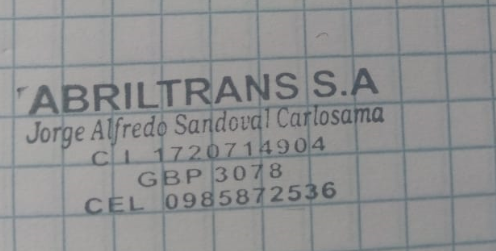 ABRILTRANS S.A
Jorge Alfredo Sandoval Carlosama
C I 1720714904
GBP 3078
CEL 0985872536